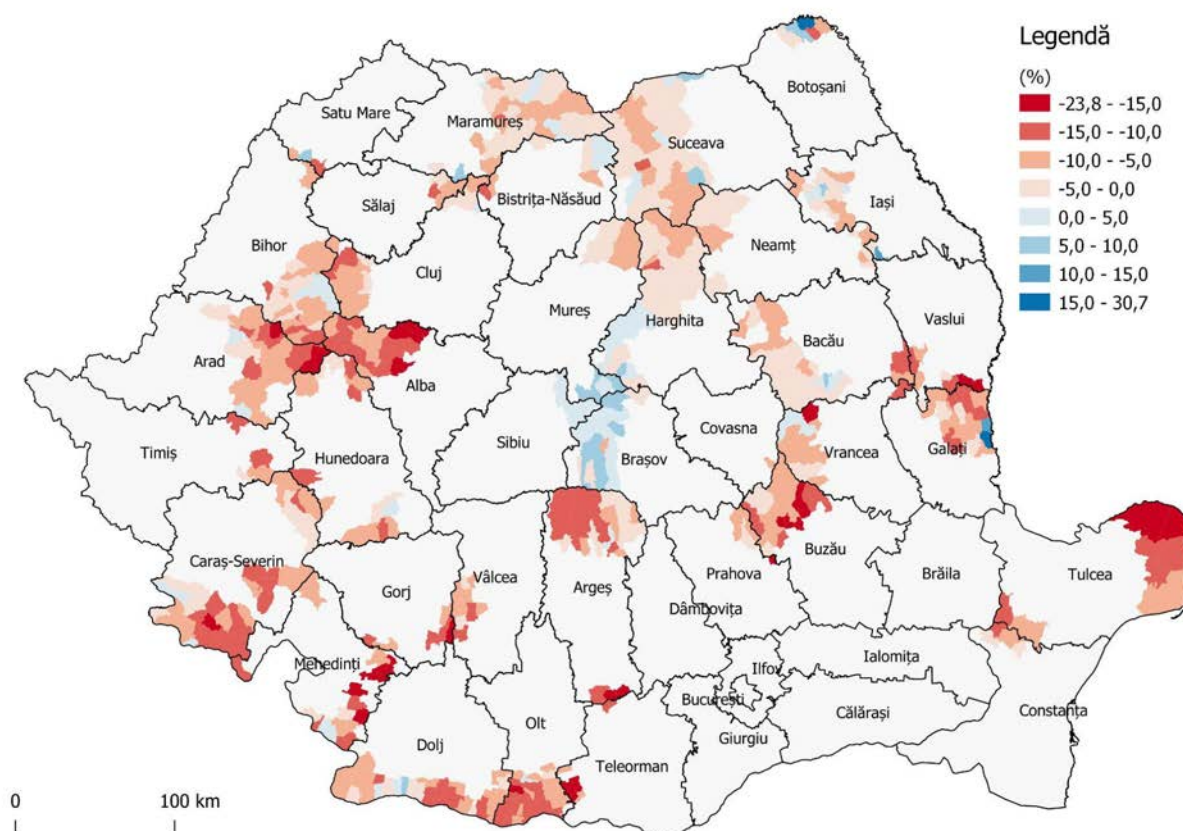 Legendă
(%)
-23,8 - -15,0
-15,0 - -10,0
-10,0 - -5,0
-5,0 - 0,0
0,0 - 5,0
5,0 - 10,0
10,0 - 15,0
15,0 - 30,7
Botoșani
Satu Mare
Maramureș
Suceava
Sălaj
Bistrița-Năsăud
Iași
Bihor
Cluj
Neamț
Mureș
Harghita
Vaslui
Arad
Alba
Bacău
Timiș
Hunedoara
Sibiu
Brașov
Covasna
Vrancea
Galați
Caraș-Severin
Gorj
Vâlcea
Argeș
Prahova
Buzău
Brăila
Tulcea
Dâmbovița
Mehedinți
Ilfov
Ialomița
București
Călărași
Constanța
Dolj
Olt
Teleorman
Giurgiu
0
100 km